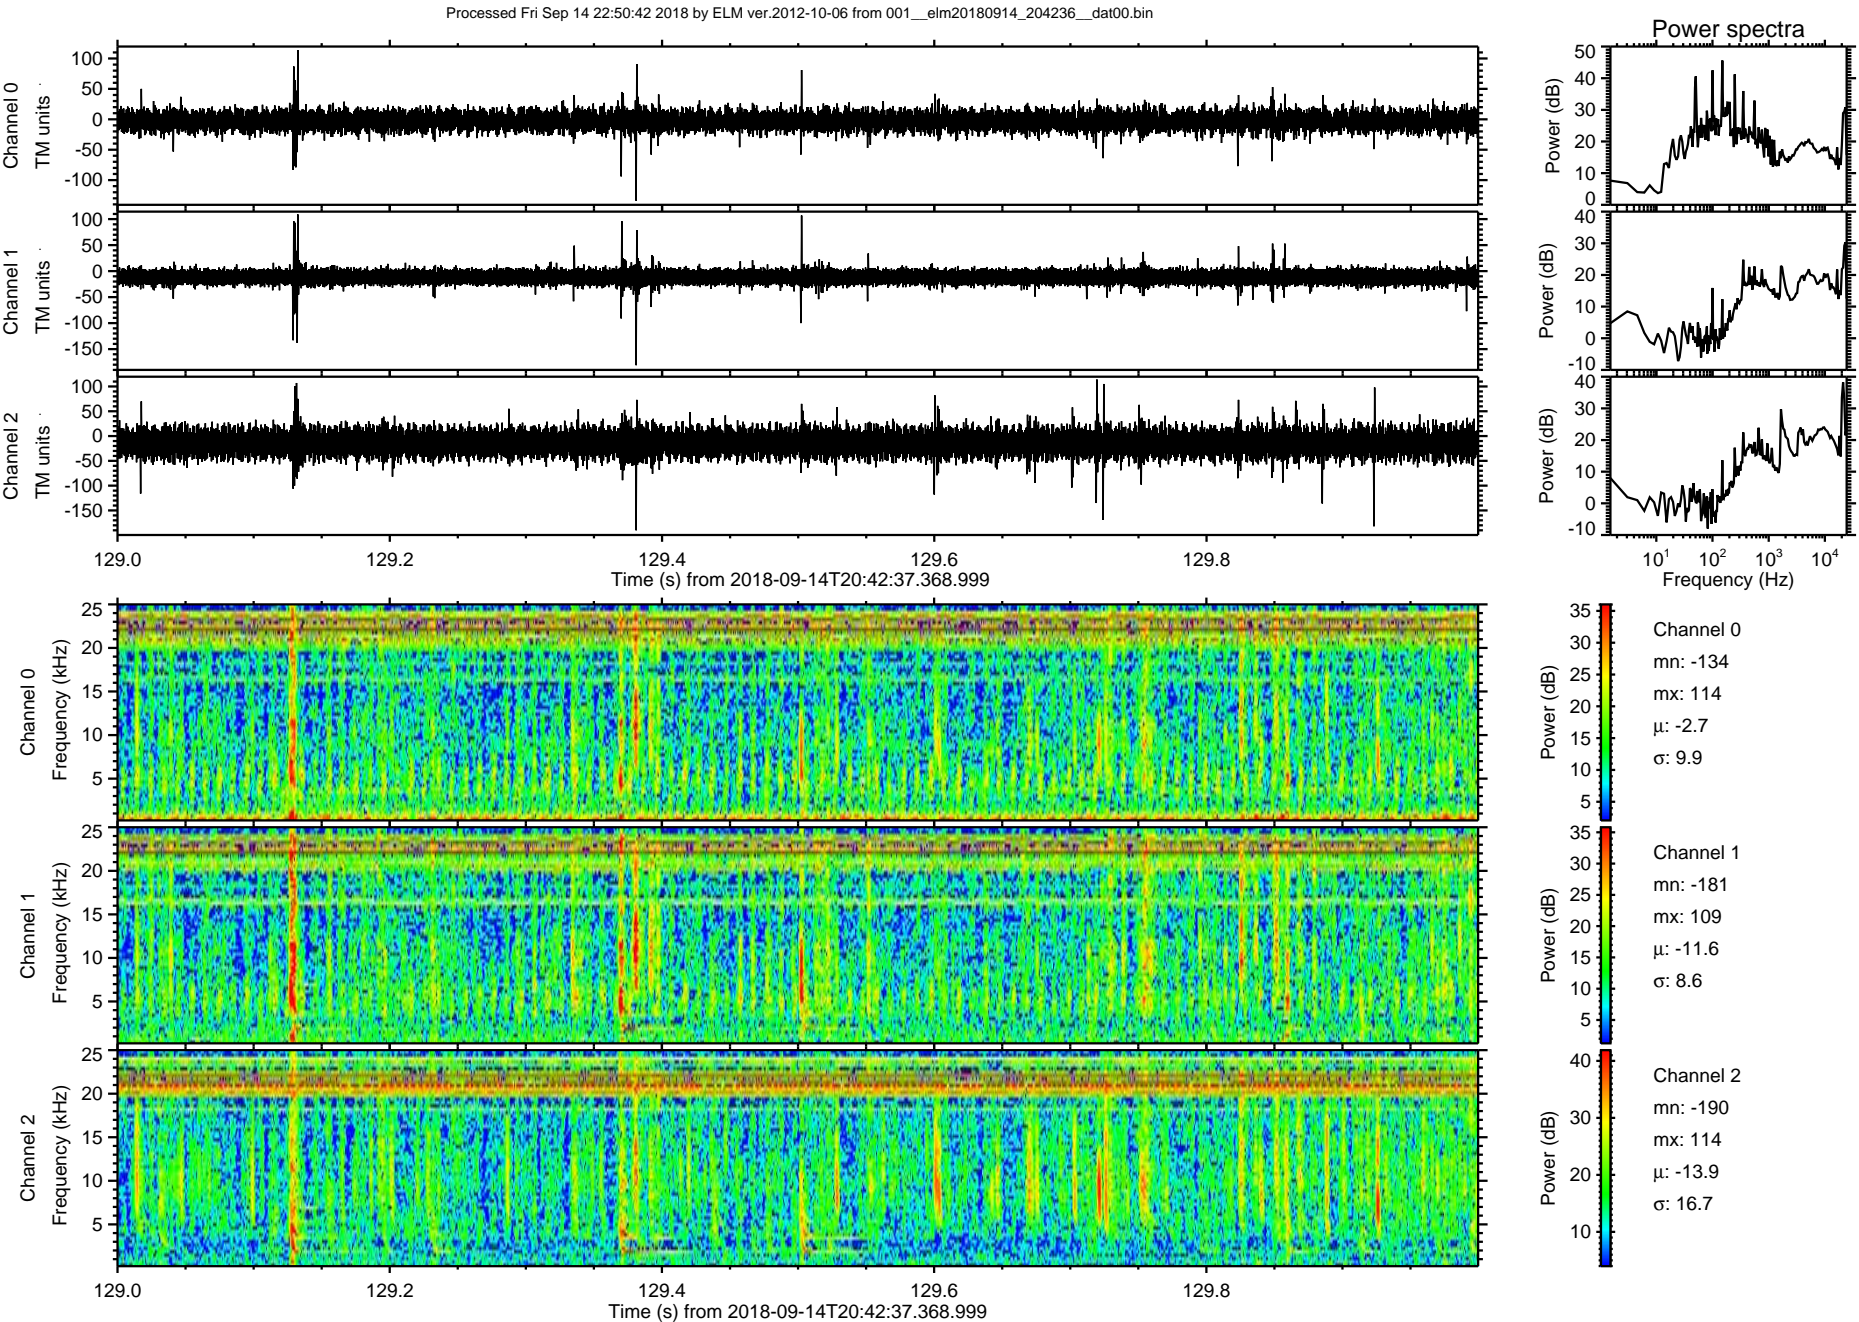 Processed Fri Sep 14 22:50:42 2018 by ELM ver.2012-10-06 from 001__elm20180914_204236__dat00.bin
Power spectra
Channel 0
TM units
100
50
0
-50
-100
Power (dB)
50
40
30
20
10
0
Channel 1
TM units
100
50
0
-50
-100
-150
Power (dB)
40
30
20
10
0
-10
Channel 2
TM units
100
50
0
-50
-100
-150
Power (dB)
40
30
20
10
0
-10
129.0 129.2 129.4 129.6 129.8
Time (s) from 2018-09-14T20:42:37.368.999
10¹ 10² 10³ 10⁴
Frequency (Hz)
Channel 0
Frequency (kHz)
25
20
15
10
5
Power (dB)
35
30
25
20
15
10
5
Channel 0
mn: -134
mx: 114
μ: -2.7
σ: 9.9
Channel 1
Frequency (kHz)
25
20
15
10
5
Power (dB)
35
30
25
20
15
10
5
Channel 1
mn: -181
mx: 109
μ: -11.6
σ: 8.6
Channel 2
Frequency (kHz)
25
20
15
10
5
Power (dB)
40
30
20
10
Channel 2
mn: -190
mx: 114
μ: -13.9
σ: 16.7
129.0 129.2 129.4 129.6 129.8
Time (s) from 2018-09-14T20:42:37.368.999